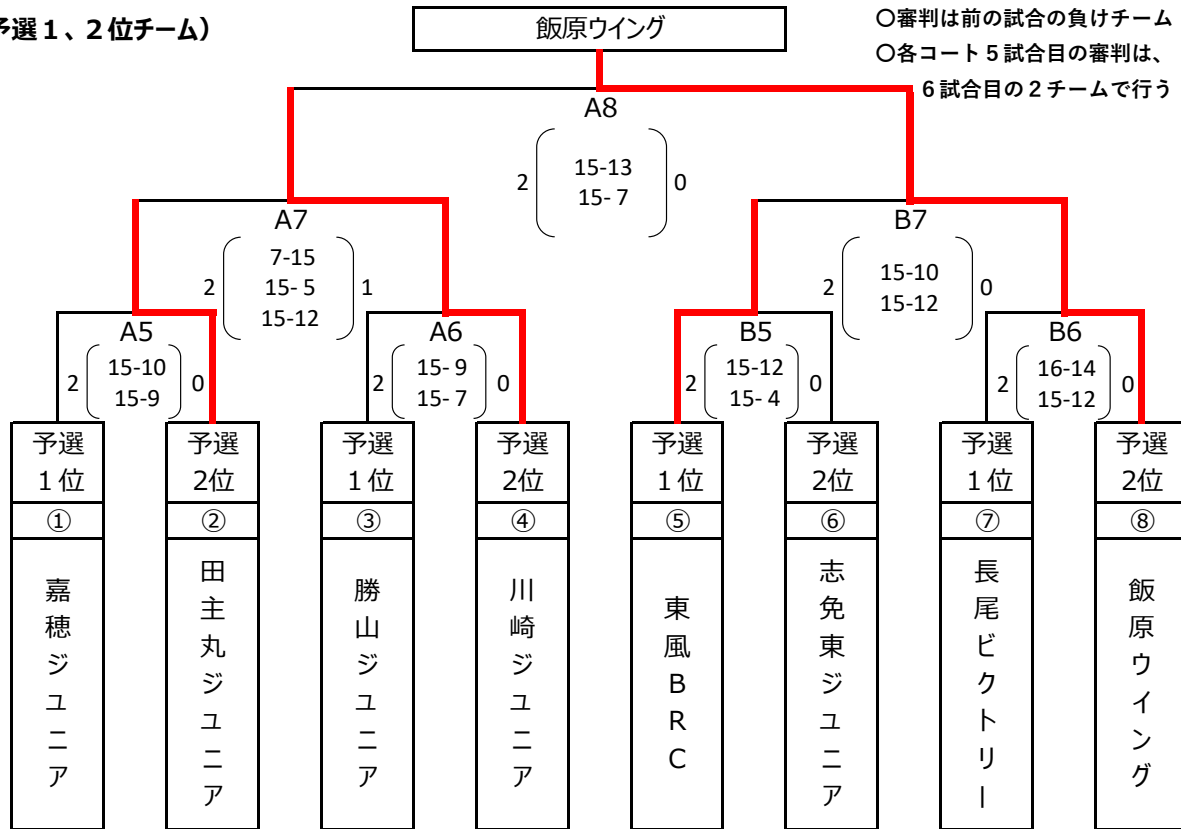 予選１、２位チーム）
飯原ウイング
〇審判は前の試合の負けチーム
〇各コート５試合目の審判は、
６試合目の２チームで行う
A8
2 15-13 0
15- 7
A7
7-15
2 15- 5 1
15-12
B7
2 15-10 0
15-12
A5
2 15-10 0
15-9
A6
2 15- 9 0
15- 7
B5
2 15-12 0
15- 4
B6
2 16-14 0
15-12
予選 予選 予選 予選 予選 予選 予選 予選
１位 2位 １位 2位 １位 2位 １位 2位
① ② ③ ④ ⑤ ⑥ ⑦ ⑧
嘉穂ジュニア
田主丸ジュニア
勝山ジュニア
川崎ジュニア
東風BRC
志免東ジュニア
長尾ビクトリー
飯原ウイング